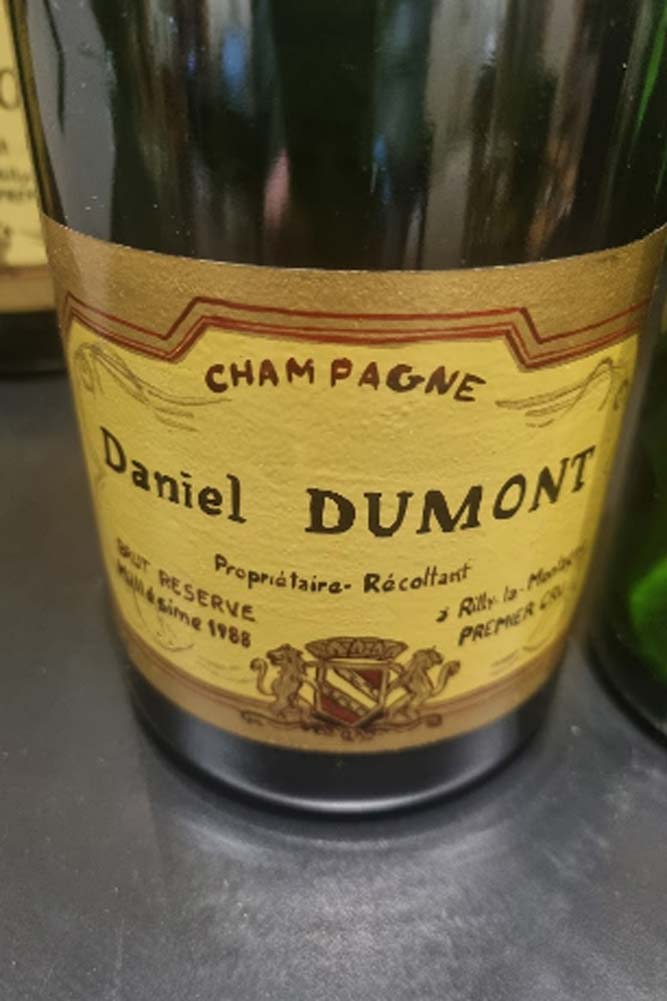 CHAMPAGNE
Daniel DUMONT
Propriétaire-Récoltant
BRUT RESERVE
Millésime 1988
à Rilly-la-Montagne
PREMIER CRU